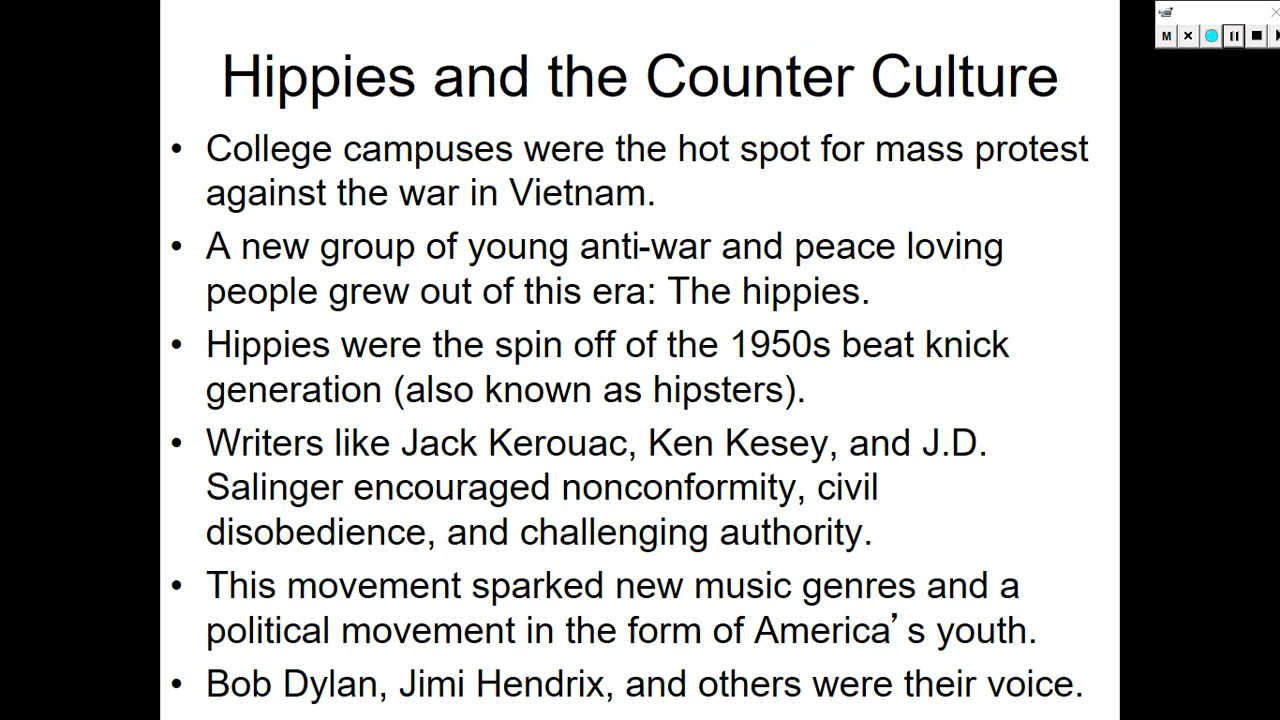 Hippies and the Counter Culture
M
• College campuses were the hot spot for mass protest
against the war in Vietnam.
• A new group of young anti-war and peace loving
people grew out of this era: The hippies.
• Hippies were the spin off of the 1950s beat knick
generation (also known as hipsters).
• Writers like Jack Kerouac, Ken Kesey, and J.D.
Salinger encouraged nonconformity, civil
disobedience, and challenging authority.
• This movement sparked new music genres and a
political movement in the form of America’s youth.
• Bob Dylan, Jimi Hendrix, and others were their voice.